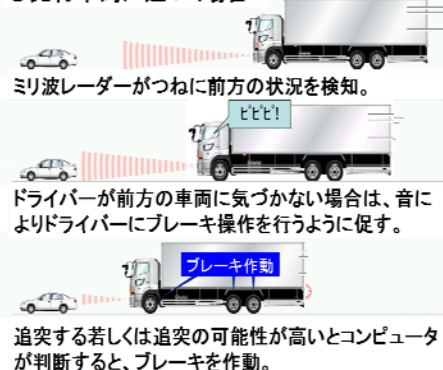 ミリ波レーダーがつねに前方の状況を検知。
ピピピ!
ドライバーが前方の車両に気づかない場合は、音に
よりドライバーにブレーキ操作を行うように促す。
ブレーキ作動
追突する若しくは追突の可能性が高いとコンピュータ
が判断すると、ブレーキを作動。